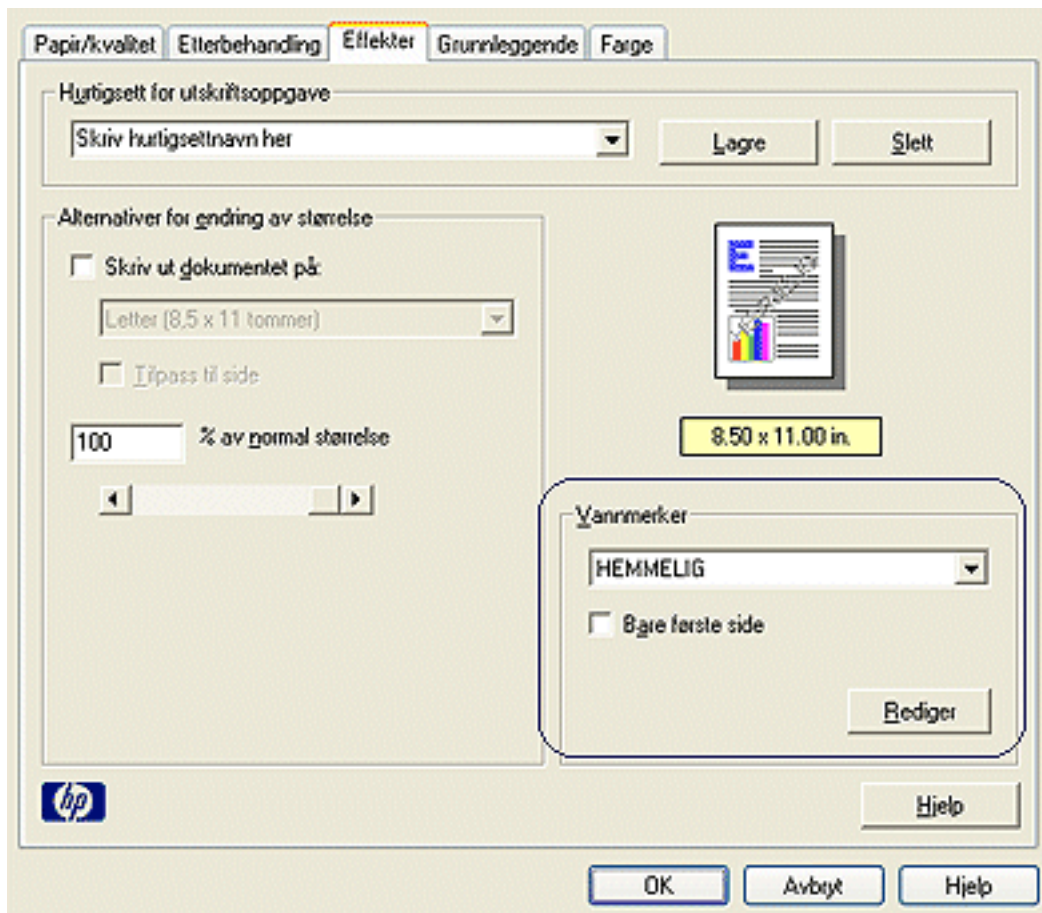 Papir/kvalitet Etterbehandling Effekter Grunnleggende Farge
Hurtigsett for utskriftsoppgave
Skriv hurtigsettnavn her Lagre Slett
Alternativer for endring av størrelse
Skriv ut dokumentet på:
Letter (8,5 x 11 tommer)
Tilpass til side
100 % av normal størrelse
E
8.50 x 11.00 in.
Vannmerker
HEMMELIG
Bare første side
Rediger
hp
Hjelp
OK Avbryt Hjelp